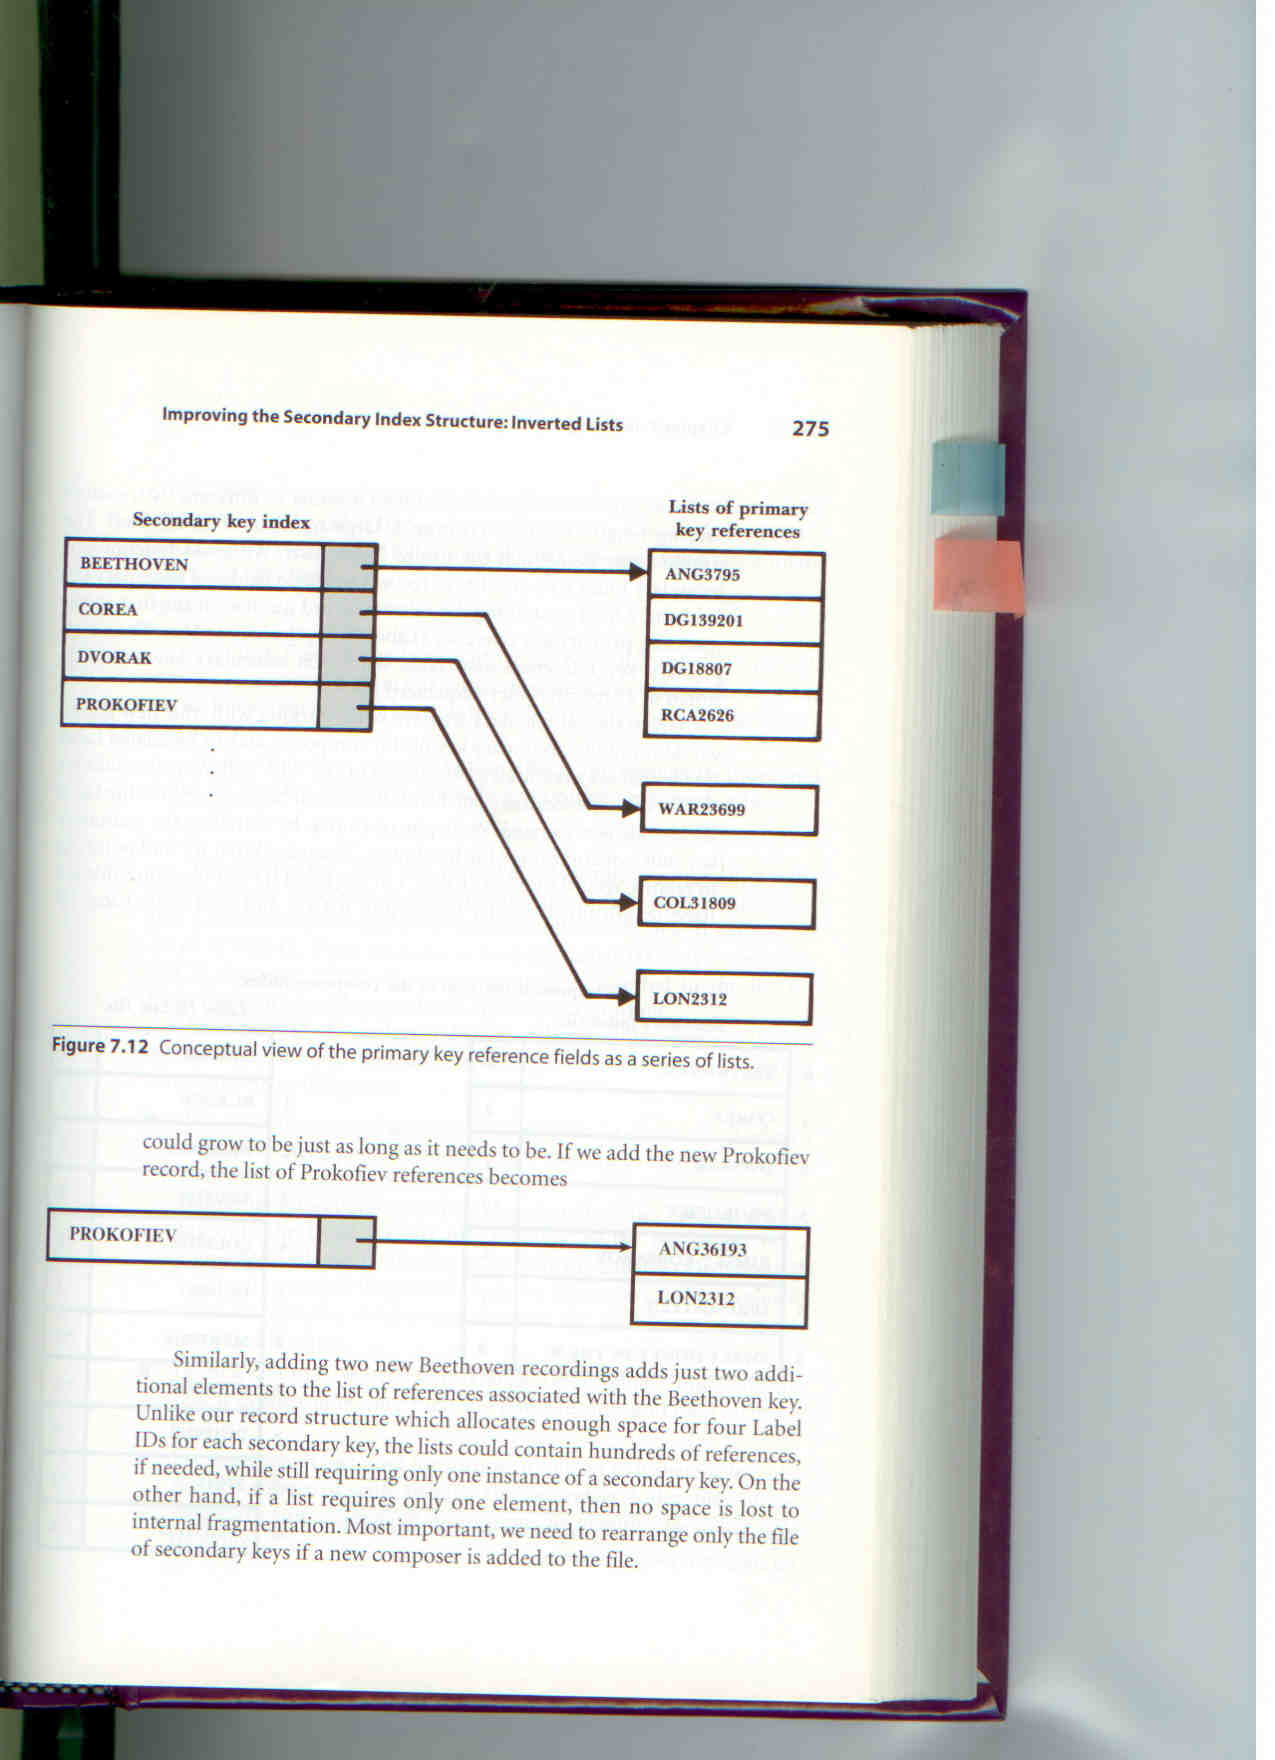 Improving the Secondary Index Structure: Inverted Lists 275
Secondary key index
BEETHOVEN
COREA
DVORAK
PROKOFIEV
.
.
.
Lists of primary
key references
ANG3795
DG139201
DG18807
RCA2626
WAR23699
COL31809
LON2312
Figure 7.12 Conceptual view of the primary key reference fields as a series of lists.
could grow to be just as long as it needs to be. If we add the new Prokofiev
record, the list of Prokofiev references becomes
PROKOFIEV
ANG36193
LON2312
Similarly, adding two new Beethoven recordings adds just two addi-
tional elements to the list of references associated with the Beethoven key.
Unlike our record structure which allocates enough space for four Label
IDs for each secondary key, the lists could contain hundreds of references,
if needed, while still requiring only one instance of a secondary key. On the
other hand, if a list requires only one element, then no space is lost to
internal fragmentation. Most important, we need to rearrange only the file
of secondary keys if a new composer is added to the file.